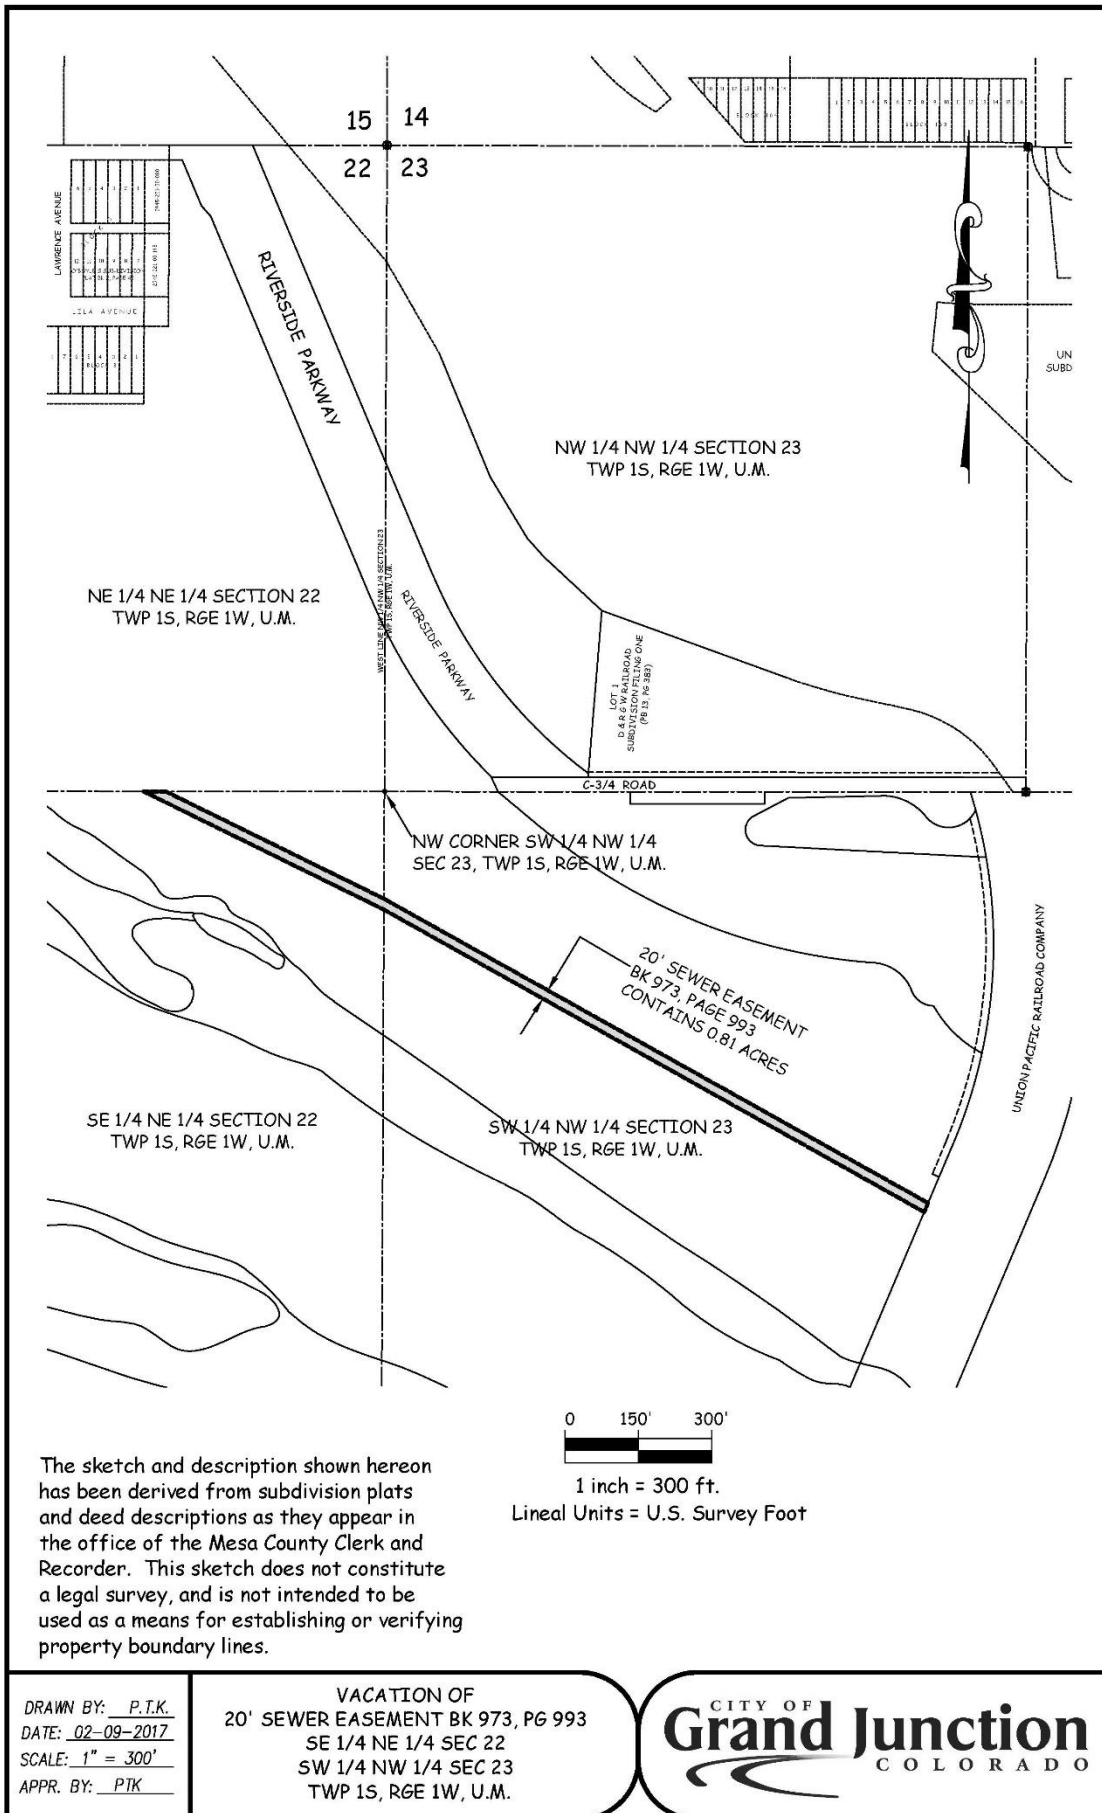 15 14
22 23
LAWRENCE AVENUE
LILA AVENUE
RIVERSIDE PARKWAY
UN
SUBD
NW 1/4 NW 1/4 SECTION 23
TWP 1S, RGE 1W, U.M.
NE 1/4 NE 1/4 SECTION 22
TWP 1S, RGE 1W, U.M.
RIVERSIDE PARKWAY
LOT 1
D & R G W RAILROAD
SUBDIVISION FILING ONE
(PB 13, PG 383)
C-3/4 ROAD
NW CORNER SW 1/4 NW 1/4
SEC 23, TWP 1S, RGE 1W, U.M.
20' SEWER EASEMENT
BK 973, PAGE 993
CONTAINS 0.81 ACRES
UNION PACIFIC RAILROAD COMPANY
SE 1/4 NE 1/4 SECTION 22
TWP 1S, RGE 1W, U.M.
SW 1/4 NW 1/4 SECTION 23
TWP 1S, RGE 1W, U.M.
0 150' 300'
1 inch = 300 ft.
Lineal Units = U.S. Survey Foot
The sketch and description shown hereon
has been derived from subdivision plats
and deed descriptions as they appear in
the office of the Mesa County Clerk and
Recorder. This sketch does not constitute
a legal survey, and is not intended to be
used as a means for establishing or verifying
property boundary lines.
DRAWN BY: P.T.K.
DATE: 02-09-2017
SCALE: 1" = 300'
APPR. BY: PTK
VACATION OF
20' SEWER EASEMENT BK 973, PG 993
SE 1/4 NE 1/4 SEC 22
SW 1/4 NW 1/4 SEC 23
TWP 1S, RGE 1W, U.M.
CITY OF
Grand Junction
COLORADO